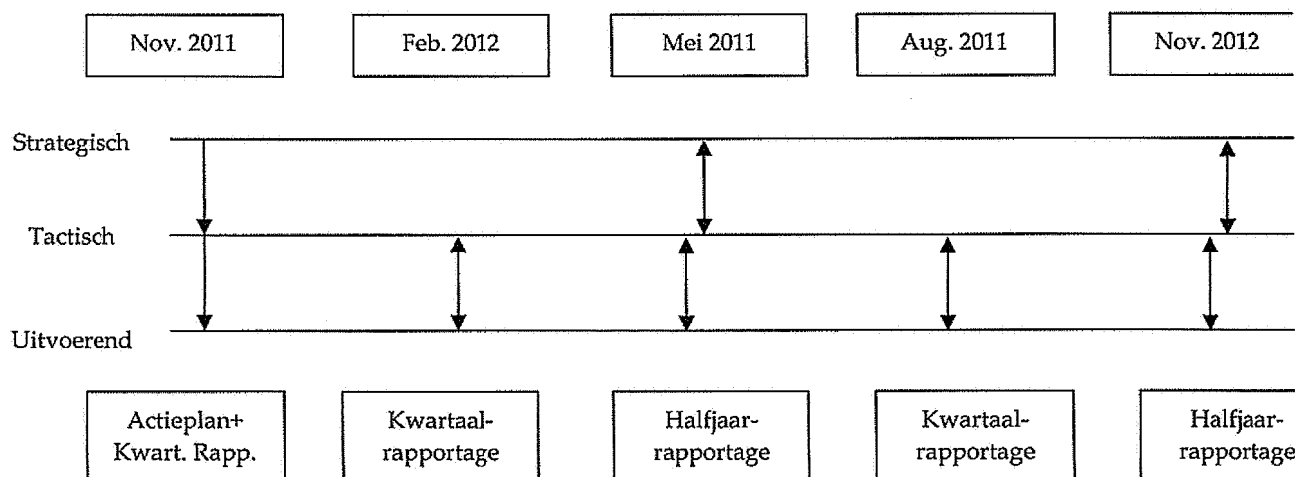 Nov. 2011
Feb. 2012
Mei 2011
Aug. 2011
Nov. 2012
Strategisch
Tactisch
Uitvoerend
Actieplan+
Kwart. Rapp.
Kwartaal-
rapportage
Halfjaar-
rapportage
Kwartaal-
rapportage
Halfjaar-
rapportage